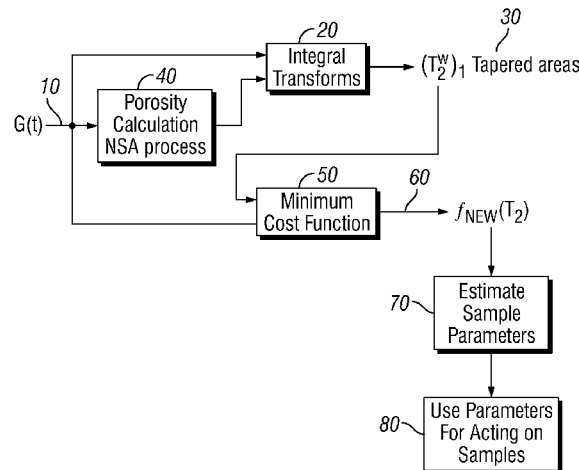 20
30
Integral
Transforms
(T₂ᵂ)₁ Tapered areas
10
40
G(t)
Porosity
Calculation
NSA process
50
60
Minimum
Cost Function
fNEW(T₂)
70
Estimate
Sample
Parameters
80
Use Parameters
For Acting on
Samples